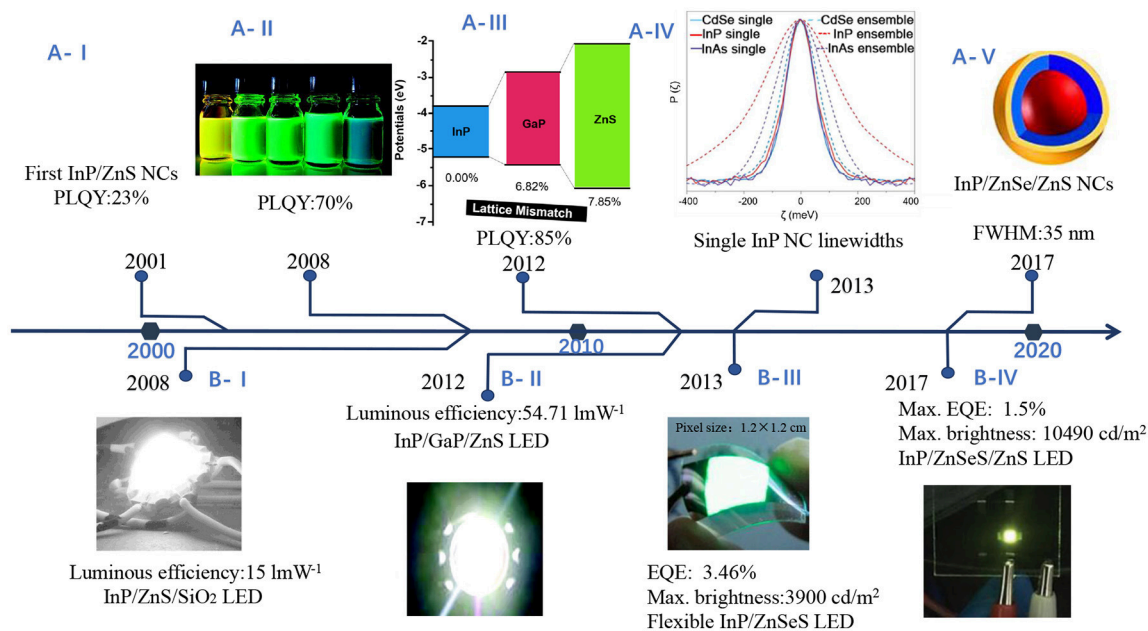 A- I
First InP/ZnS NCs
PLQY:23%
A- II
PLQY:70%
A-III
Potentials (eV)
-2
-3
-4
-5
-6
-7
InP
GaP
ZnS
0.00%
6.82%
7.85%
Lattice Mismatch
PLQY:85%
A-IV
CdSe single
InP single
InAs single
CdSe ensemble
InP ensemble
InAs ensemble
P (ζ)
-400 -200 0 200 400
ζ (meV)
Single InP NC linewidths
A- V
InP/ZnSe/ZnS NCs
FWHM:35 nm
2001
2008
2012
2013
2017
2000
2010
2020
2008
B- I
2012
B- II
2013
B-III
2017
B-IV
Luminous efficiency:15 lmW-1
InP/ZnS/SiO2 LED
Luminous efficiency:54.71 lmW-1
InP/GaP/ZnS LED
Pixel size: 1.2×1.2 cm
EQE: 3.46%
Max. brightness:3900 cd/m2
Flexible InP/ZnSeS LED
Max. EQE: 1.5%
Max. brightness: 10490 cd/m2
InP/ZnSeS/ZnS LED